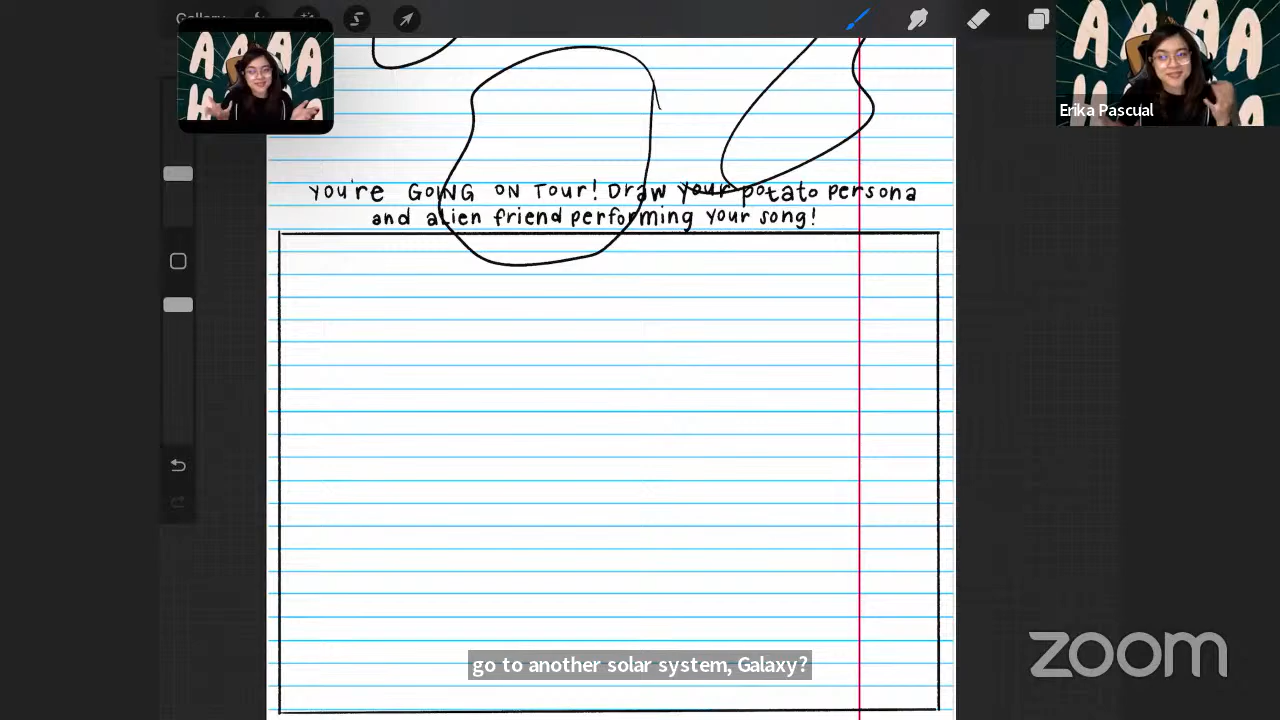 Gallery
Erika Pascual
You're GOING ON TOUR! Draw your potato persona
and alien friend performing your song!
go to another solar system, Galaxy?
zoom